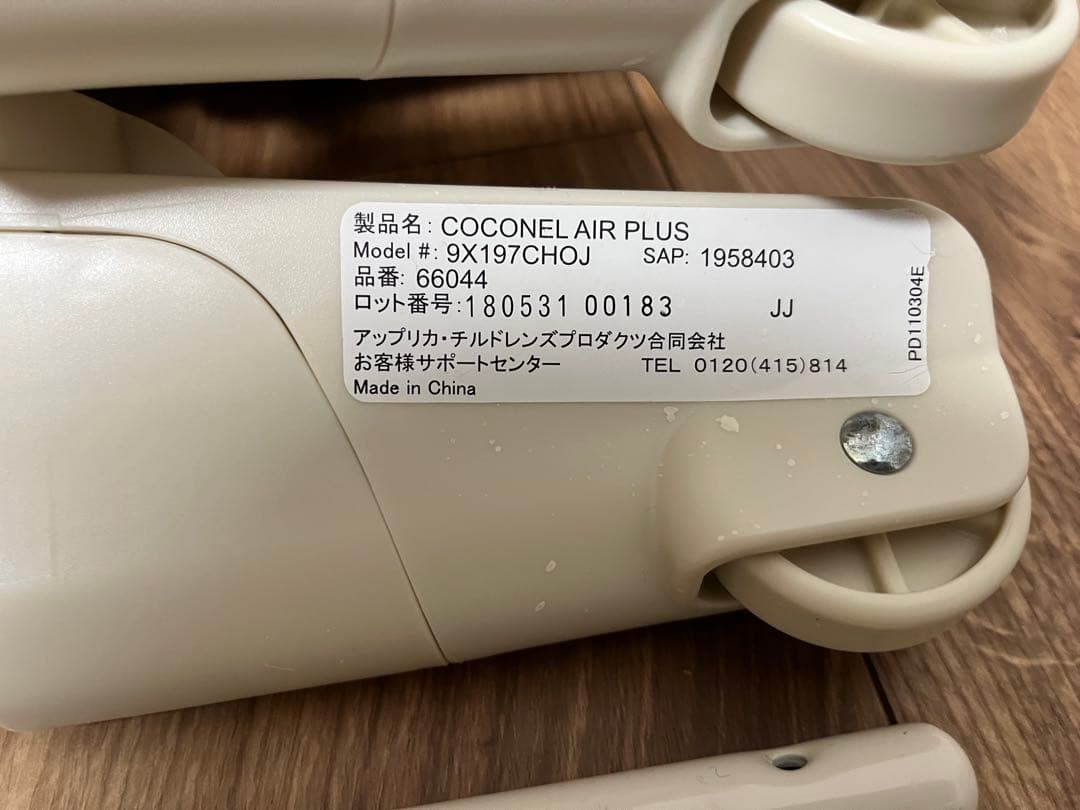 製品名: COCONEL AIR PLUS
Model #: 9X197CHOJ SAP: 1958403
品番: 66044
ロット番号:180531 00183 JJ
アップリカ・チルドレンズプロダクツ合同会社
お客様サポートセンター TEL 0120(415)814
Made in China
PD110304E